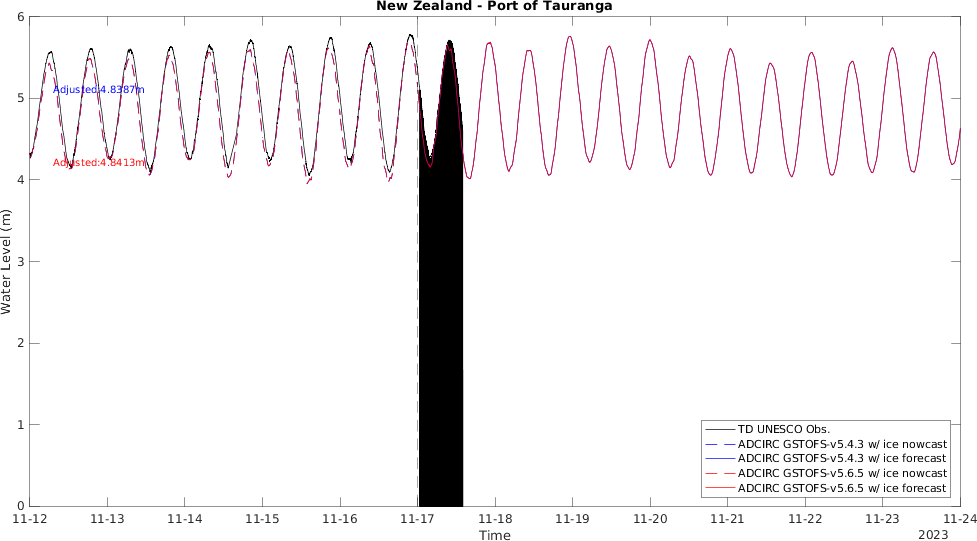 New Zealand - Port of Tauranga
Water Level (m)
6
5
4
3
2
1
0
Adjusted:4.8387m
Adjusted:4.8413m
TD UNESCO Obs.
ADCIRC GSTOFS-v5.4.3 w/ ice nowcast
ADCIRC GSTOFS-v5.4.3 w/ ice forecast
ADCIRC GSTOFS-v5.6.5 w/ ice nowcast
ADCIRC GSTOFS-v5.6.5 w/ ice forecast
11-12 11-13 11-14 11-15 11-16 11-17 11-18 11-19 11-20 11-21 11-22 11-23 11-24
Time
2023